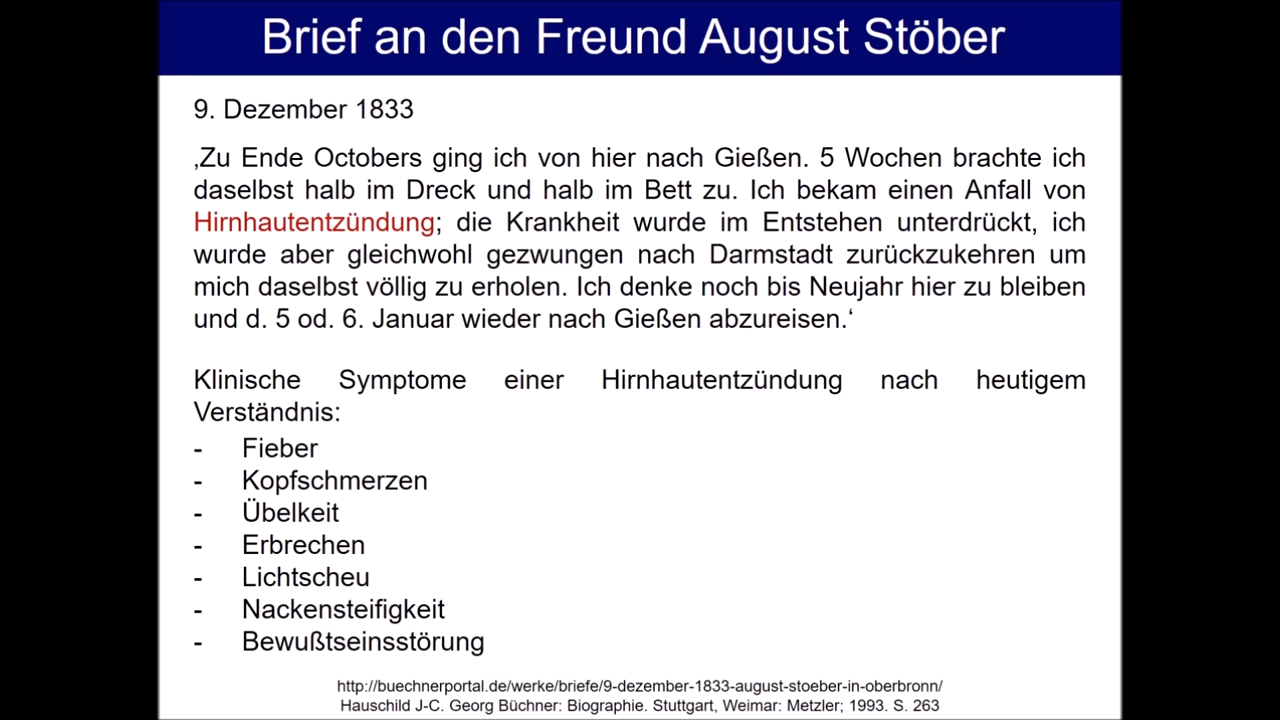 Brief an den Freund August Stöber
9. Dezember 1833
‚Zu Ende Octobers ging ich von hier nach Gießen. 5 Wochen brachte ich
daselbst halb im Dreck und halb im Bett zu. Ich bekam einen Anfall von
Hirnhautentzündung; die Krankheit wurde im Entstehen unterdrückt, ich
wurde aber gleichwohl gezwungen nach Darmstadt zurückzukehren um
mich daselbst völlig zu erholen. Ich denke noch bis Neujahr hier zu bleiben
und d. 5 od. 6. Januar wieder nach Gießen abzureisen.‘
Klinische Symptome einer Hirnhautentzündung nach heutigem
Verständnis:
- Fieber
- Kopfschmerzen
- Übelkeit
- Erbrechen
- Lichtscheu
- Nackensteifigkeit
- Bewußtseinsstörung
http://buechnerportal.de/werke/briefe/9-dezember-1833-august-stoeber-in-oberbronn/
Hauschild J-C. Georg Büchner: Biographie. Stuttgart, Weimar: Metzler; 1993. S. 263